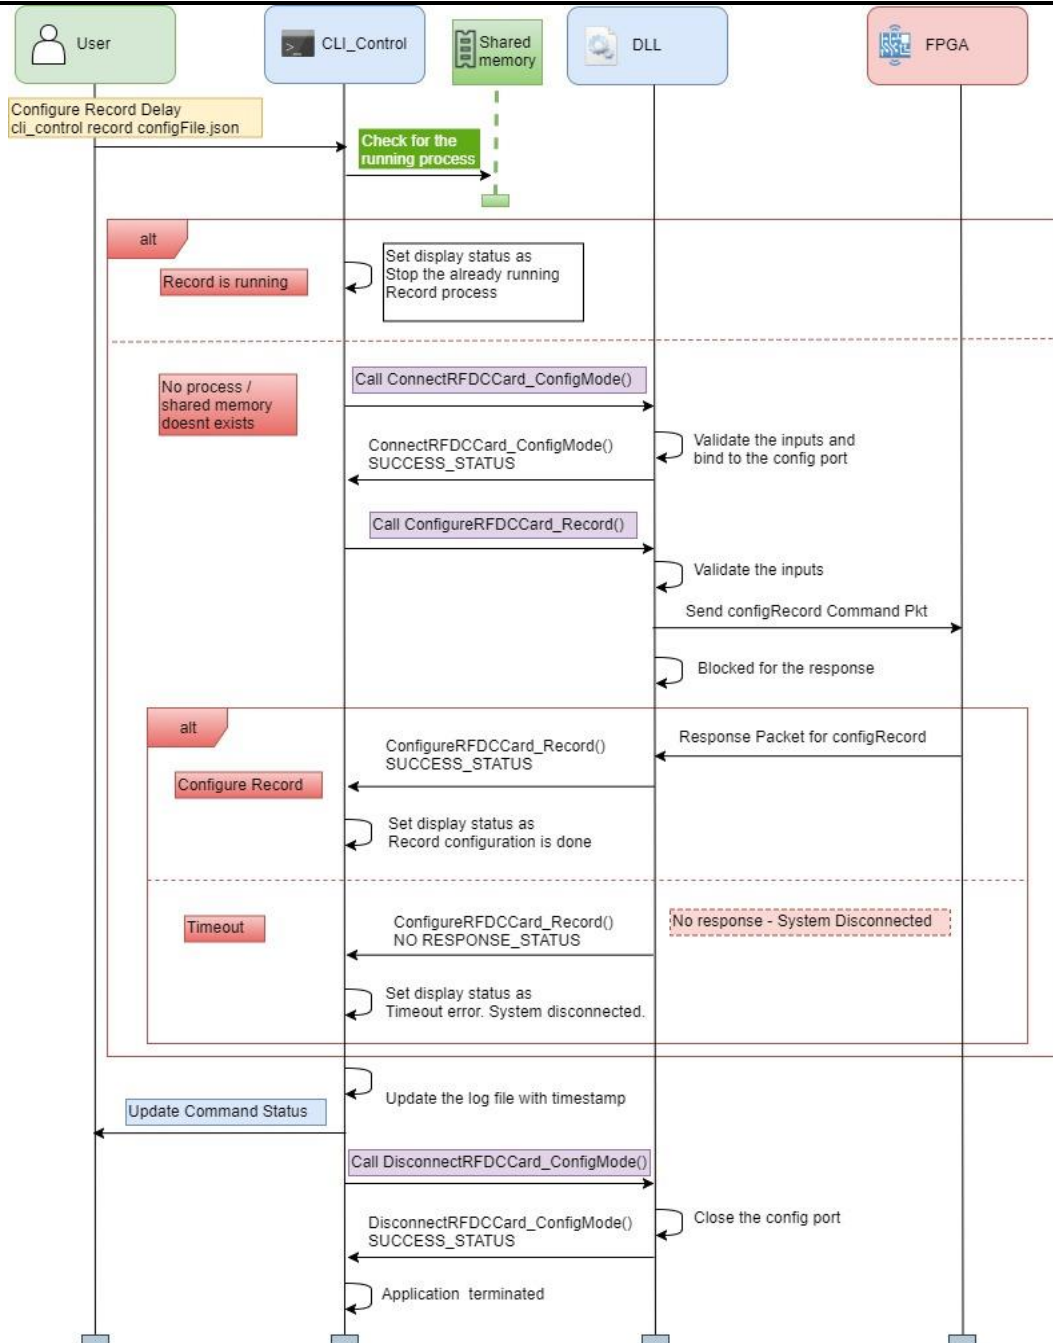 User
CLI_Control
Shared
memory
DLL
FPGA
Configure Record Delay
cli_control record configFile.json
Check for the
running process
alt
Record is running
Set display status as
Stop the already running
Record process
No process /
shared memory
doesnt exists
Call ConnectRFDCCard_ConfigMode()
Validate the inputs and
bind to the config port
ConnectRFDCCard_ConfigMode()
SUCCESS_STATUS
Call ConfigureRFDCCard_Record()
Validate the inputs
Send configRecord Command Pkt
Blocked for the response
alt
Response Packet for configRecord
ConfigureRFDCCard_Record()
SUCCESS_STATUS
Configure Record
Set display status as
Record configuration is done
Timeout
ConfigureRFDCCard_Record()
NO RESPONSE_STATUS
No response - System Disconnected
Set display status as
Timeout error. System disconnected.
Update the log file with timestamp
Update Command Status
Call DisconnectRFDCCard_ConfigMode()
Close the config port
DisconnectRFDCCard_ConfigMode()
SUCCESS_STATUS
Application  terminated